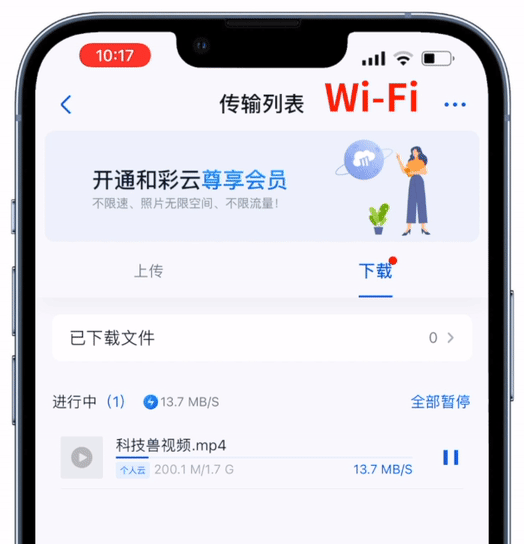 10:17
传输列表
Wi-Fi
开通和彩云尊享会员
不限速、照片无限空间、不限流量!
上传
下载
已下载文件
0
进行中 (1)
13.7 MB/S
全部暂停
科技兽视频.mp4
个人云 200.1 M/1.7 G
13.7 MB/S